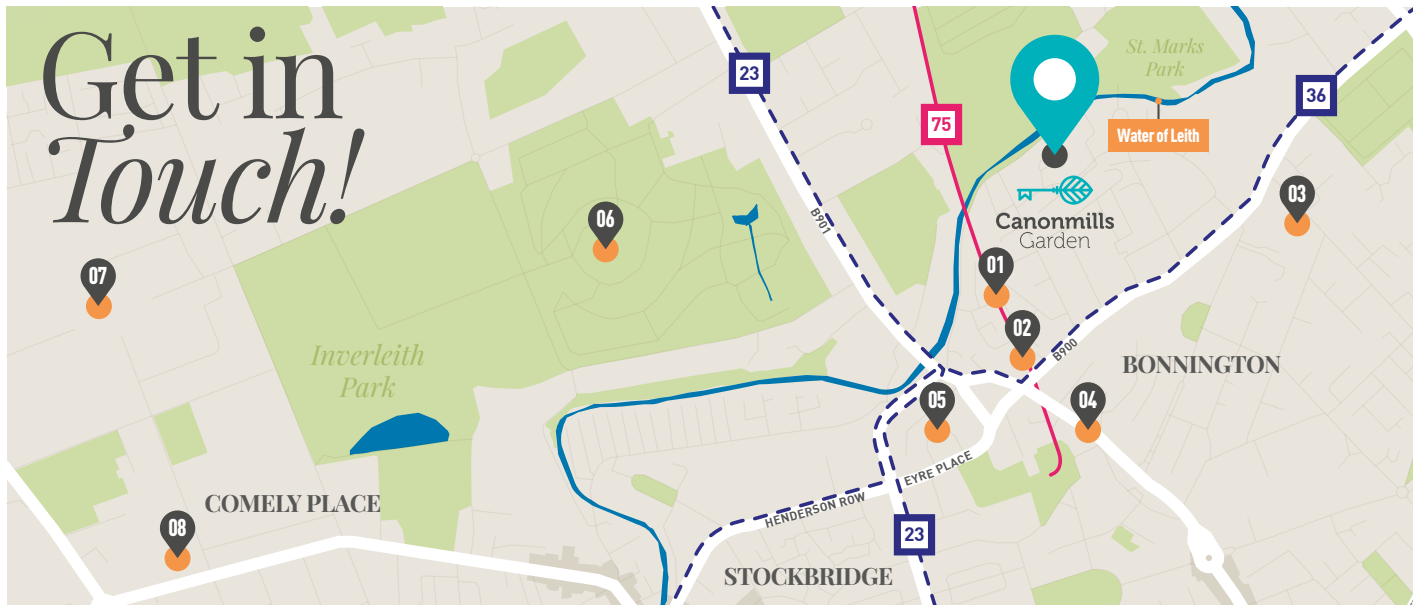 Get in
Touch!
23
75
St. Marks
Park
36
Water of Leith
Canonmills
Garden
B901
03
06
01
07
02
B900
Inverleith
Park
BONNINGTON
05
04
EYRE PLACE
HENDERSON ROW
COMELY PLACE
08
23
STOCKBRIDGE